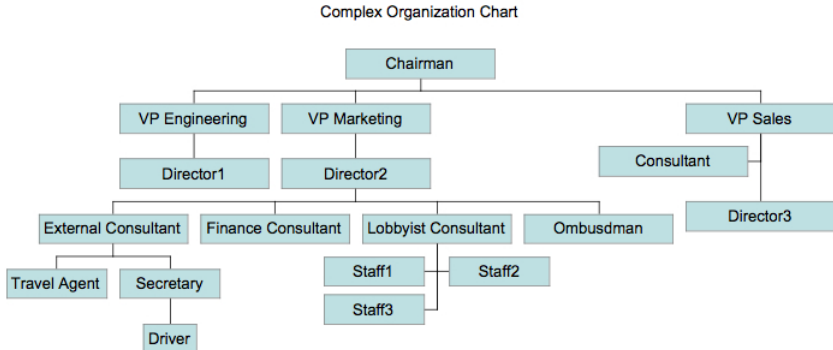 Complex Organization Chart
Chairman
VP Engineering
VP Marketing
VP Sales
Consultant
Director1
Director2
Director3
External Consultant
Finance Consultant
Lobbyist Consultant
Ombusdman
Travel Agent
Secretary
Staff1
Staff2
Staff3
Driver